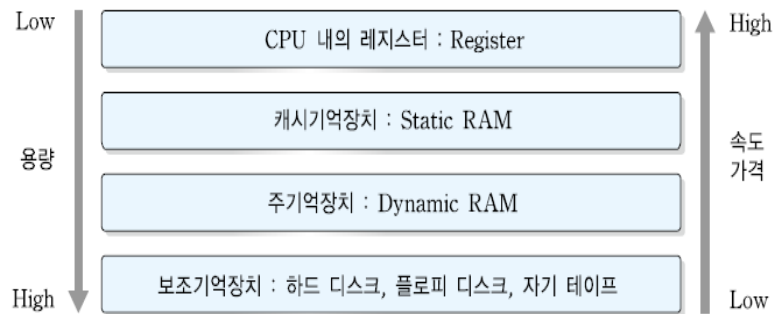 Low
High
CPU 내의 레지스터 : Register
캐시기억장치 : Static RAM
용량
속도
가격
주기억장치 : Dynamic RAM
보조기억장치 : 하드 디스크, 플로피 디스크, 자기 테이프
High
Low